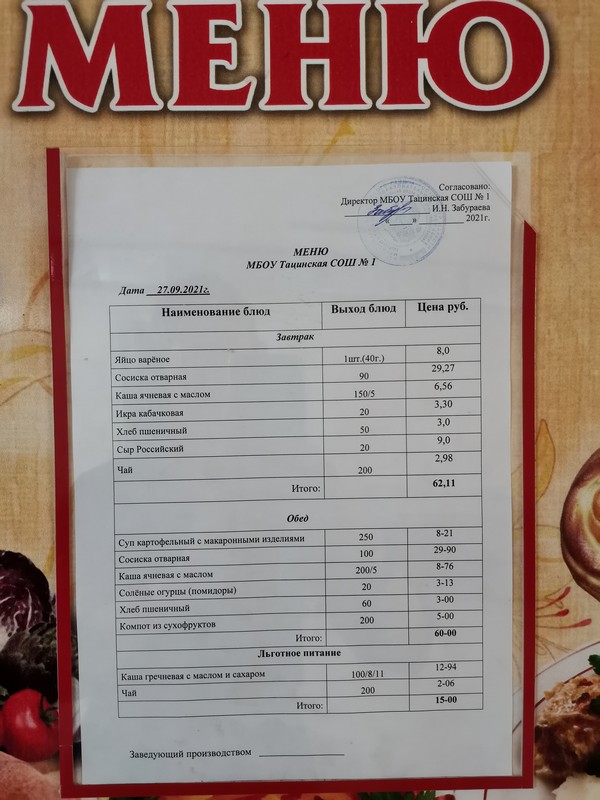 МЕНЮ
Согласовано:
Директор МБОУ Тацинская СОШ № 1
И.Н. Забураева
«____» 2021г.
МЕНЮ
МБОУ Тацинская СОШ № 1
Дата 27.09.2021г.
Наименование блюд Выход блюд Цена руб.
Завтрак
Яйцо варёное 1шт.(40г.) 8,0
Сосиска отварная 90 29,27
Каша ячневая с маслом 150/5 6,56
Икра кабачковая 20 3,30
Хлеб пшеничный 50 3,0
Сыр Российский 20 9,0
Чай 200 2,98
Итого: 62,11
Обед
Суп картофельный с макаронными изделиями 250 8-21
Сосиска отварная 100 29-90
Каша ячневая с маслом 200/5 8-76
Солёные огурцы (помидоры) 20 3-13
Хлеб пшеничный 60 3-00
Компот из сухофруктов 200 5-00
Итого: 60-00
Льготное питание
Каша гречневая с маслом и сахаром 100/8/11 12-94
Чай 200 2-06
Итого: 15-00
Заведующий производством